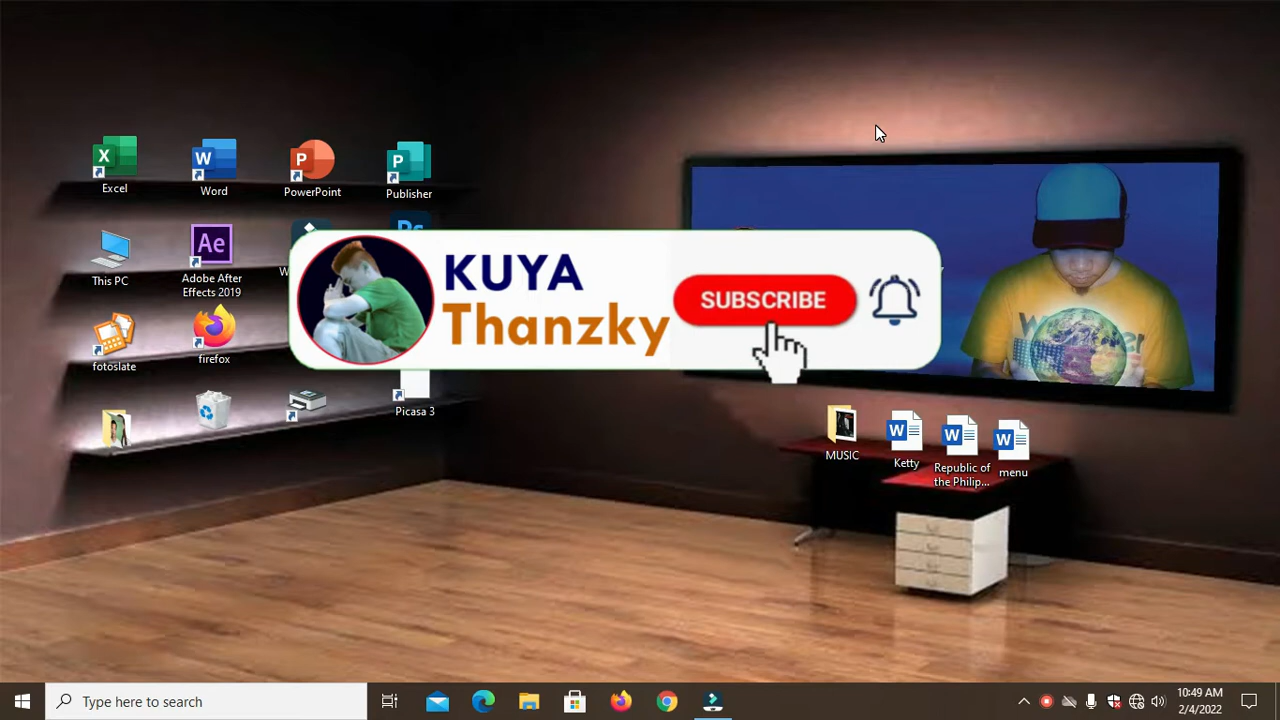 Excel
Word
PowerPoint
Publisher
This PC
Adobe After
Effects 2019
KUYA
Thanzky
SUBSCRIBE
fotoslate
firefox
Picasa 3
MUSIC
Ketty
Republic of
the Philip...
menu
Type here to search
10:49 AM
2/4/2022